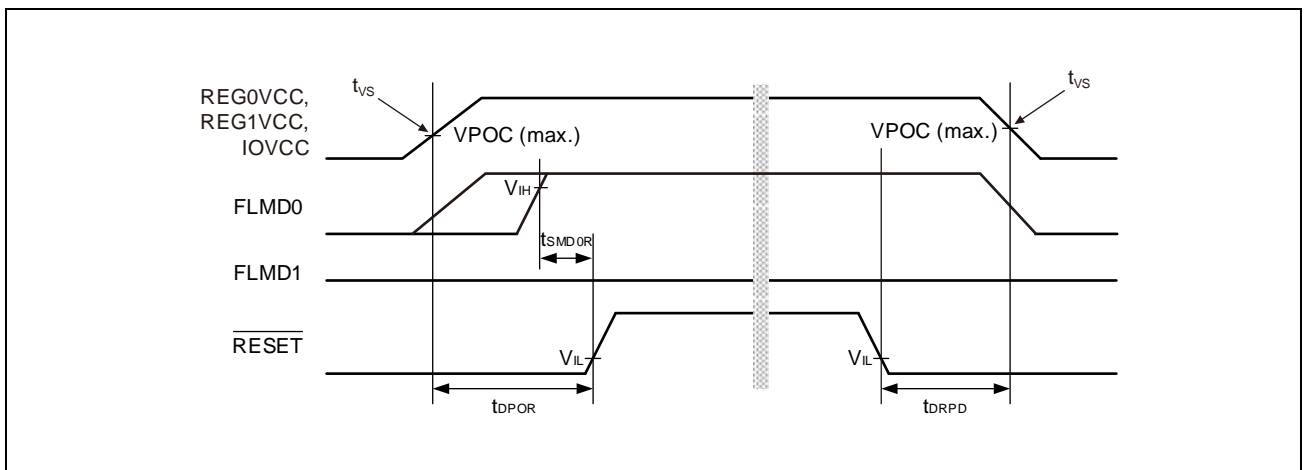 tVS
REG0VCC,
REG1VCC,
IOVCC
VPOC (max.)
VPOC (max.)
tVS
FLMD0
VIH
tSMD0R
FLMD1
RESET
VIL
VIL
tDPOR
tDRPD